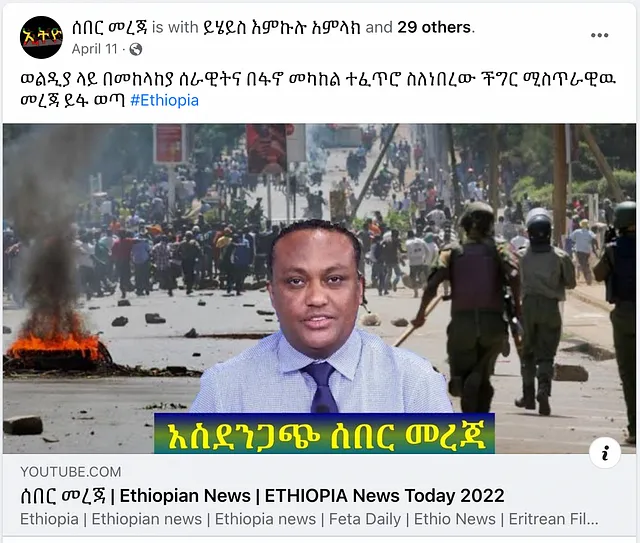 ኢትዮ
ሰበር መረጃ is with ይሄይስ እምኩሉ አምላክ and 29 others.
April 11 ·
ወልዲያ ላይ በመከላከያ ሰራዊትና በፋኖ መካከል ተፈጥሮ ስለነበረው ችግር ሚስጥራዊዉ
መረጃ ይፋ ወጣ #Ethiopia
አስደንጋጭ ሰበር መረጃ
YOUTUBE.COM
ሰበር መረጃ | Ethiopian News | ETHIOPIA News Today 2022
Ethiopia | Ethiopian news | Ethiopia news | Feta Daily | Ethio News | Eritrean Fil...